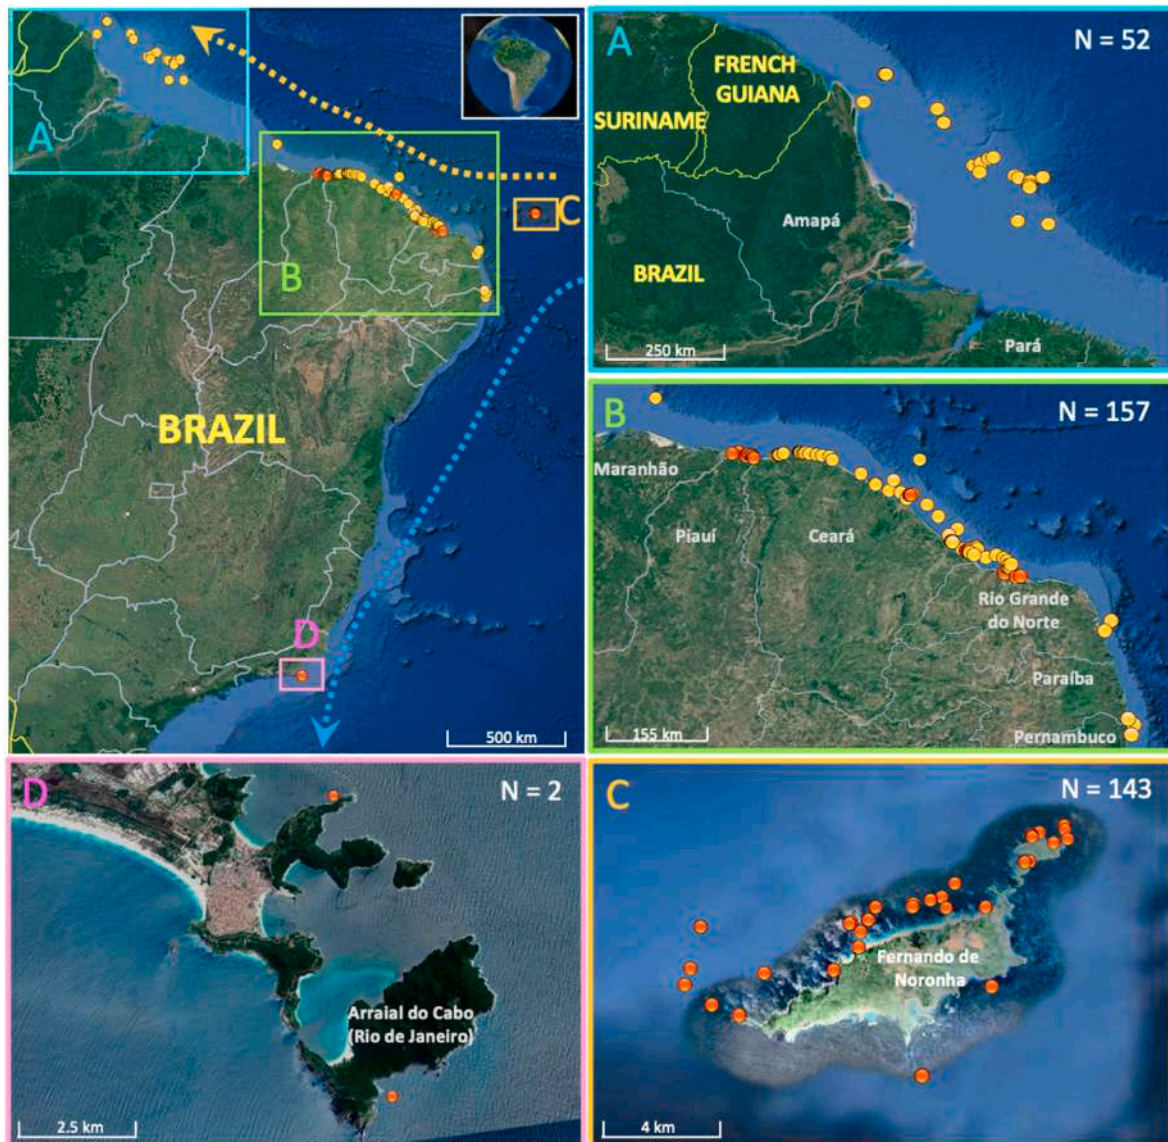 A
B
C
BRAZIL
D
500 km
A
N = 52
FRENCH
GUIANA
SURINAME
Amapá
BRAZIL
Pará
250 km
B
N = 157
Maranhão
Piauí
Ceará
Rio Grande
do Norte
Paraíba
Pernambuco
155 km
D
N = 2
Arraial do Cabo
(Rio de Janeiro)
2.5 km
C
N = 143
Fernando de
Noronha
4 km